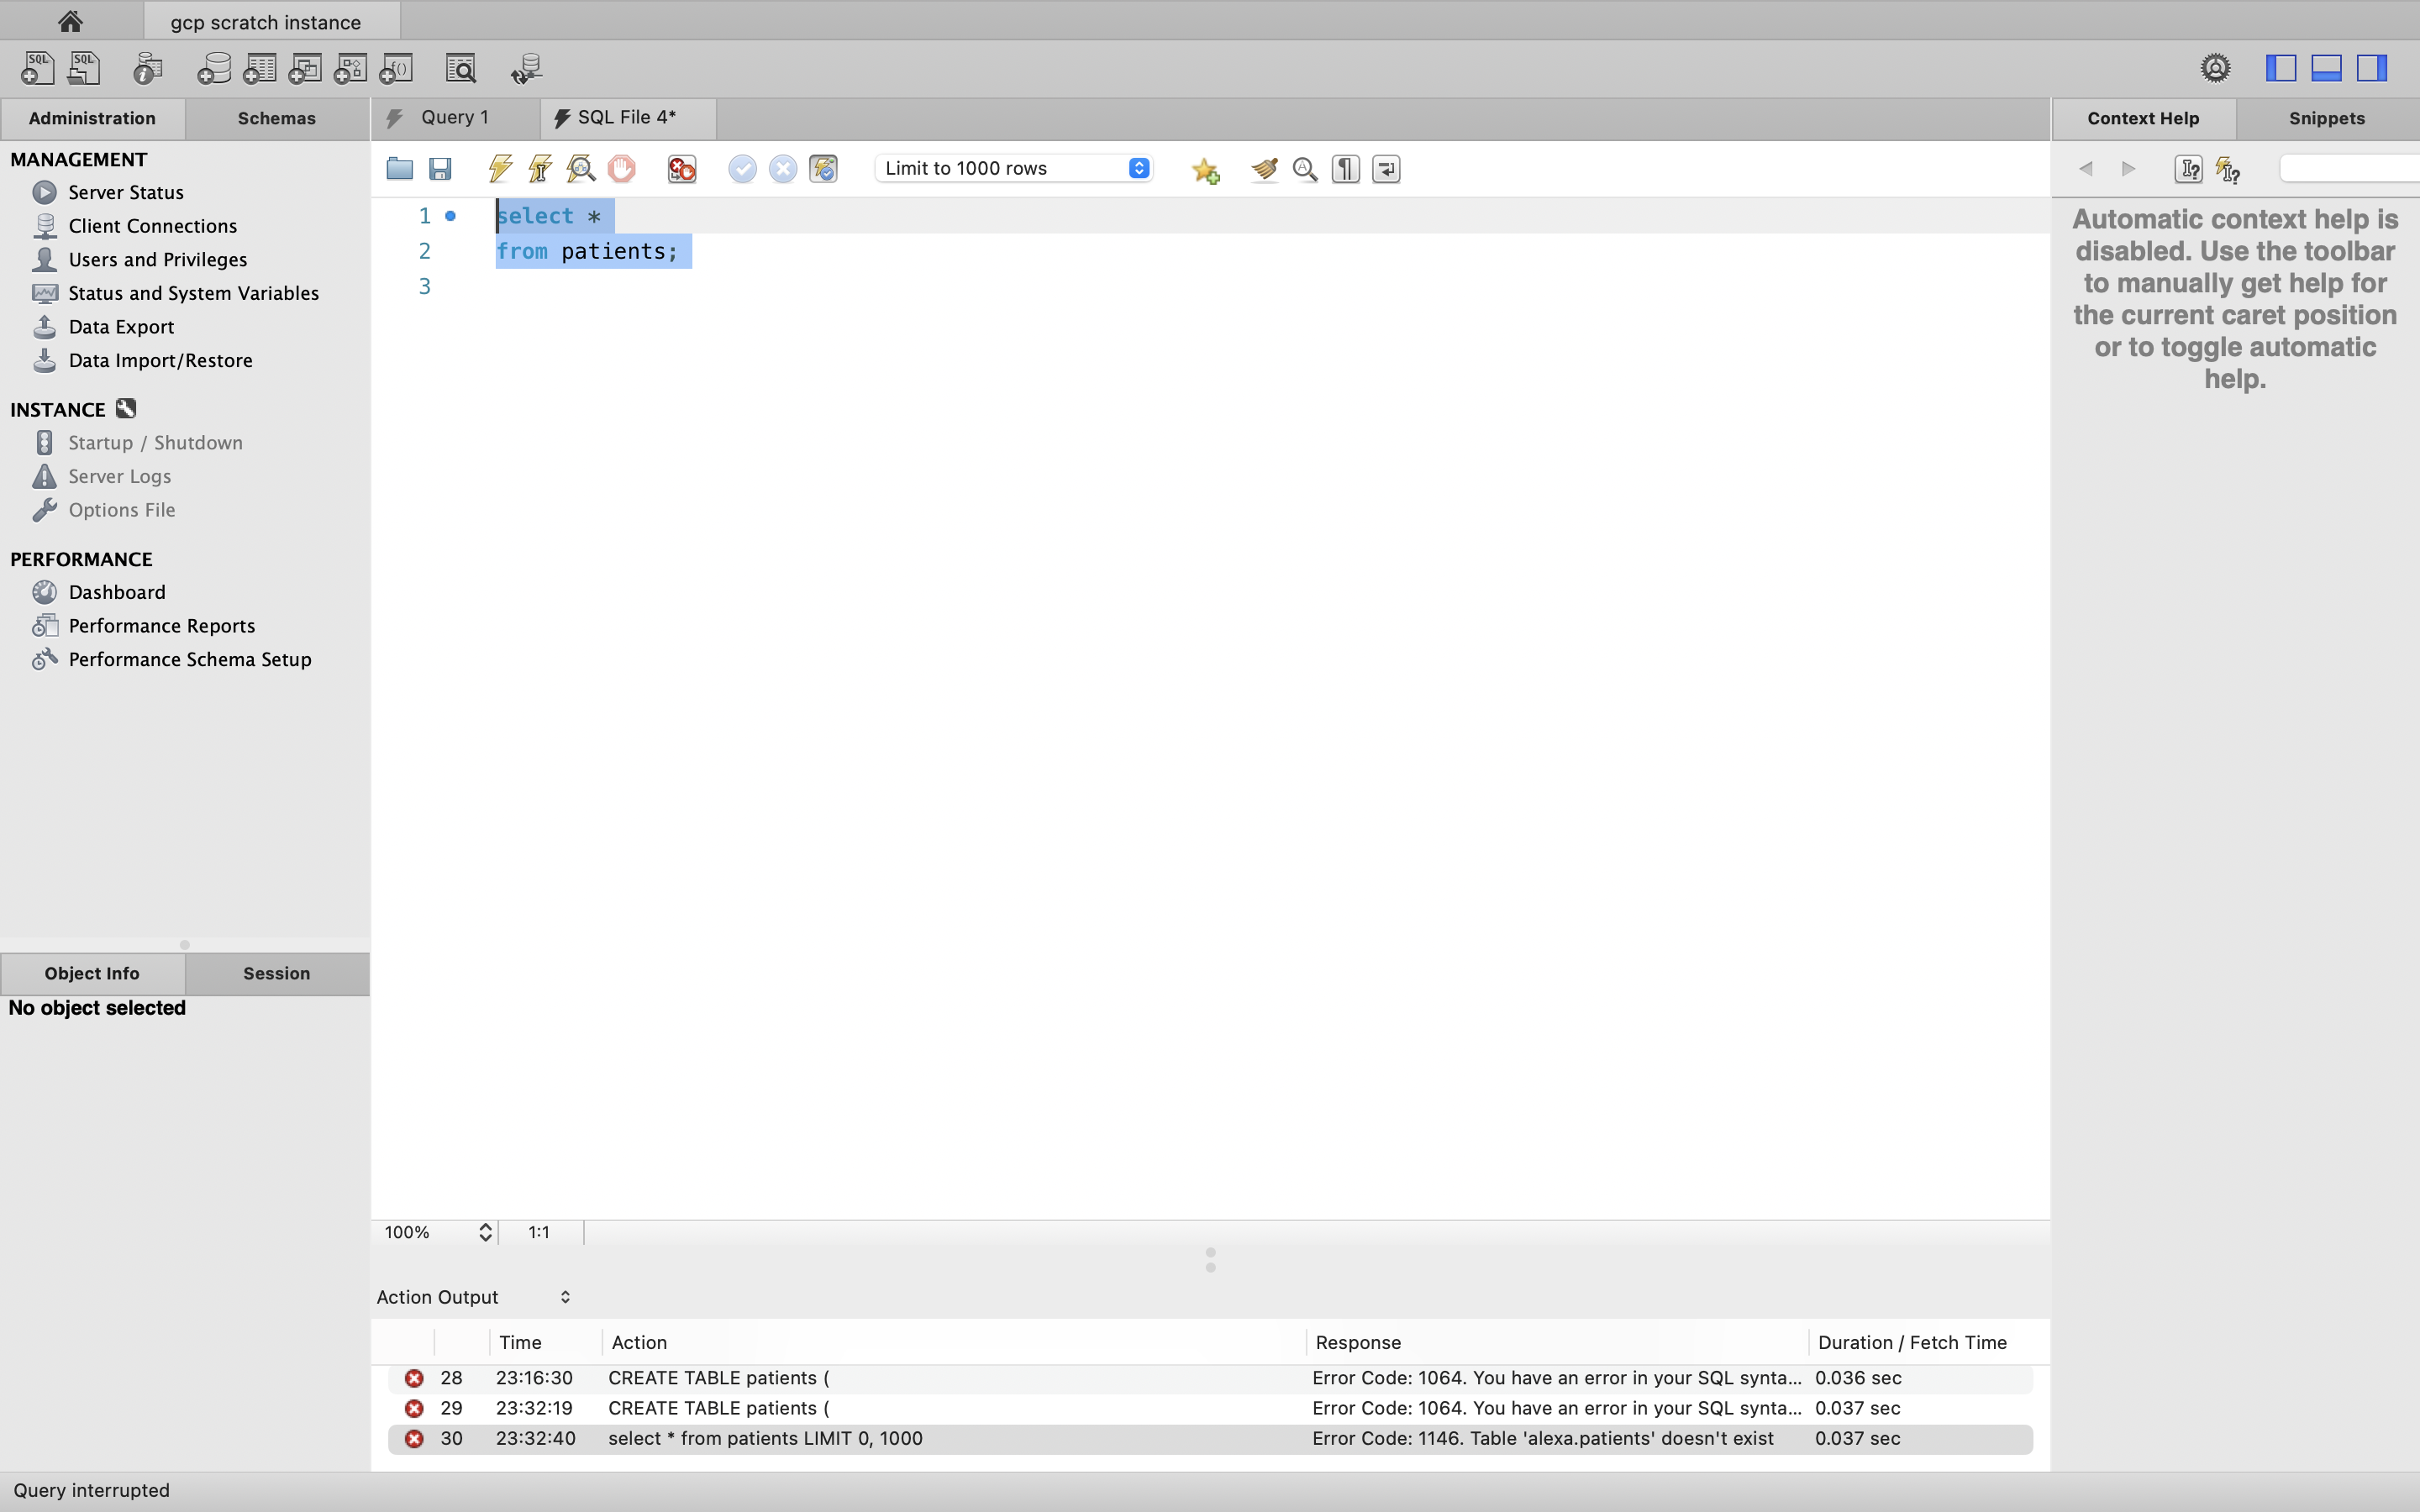 gcp scratch instance
Administration
Schemas
MANAGEMENT
Server Status
Client Connections
Users and Privileges
Status and System Variables
Data Export
Data Import/Restore
INSTANCE
Startup / Shutdown
Server Logs
Options File
PERFORMANCE
Dashboard
Performance Reports
Performance Schema Setup
Object Info
Session
No object selected
Query 1
SQL File 4*
Limit to 1000 rows
1 select *
2 from patients;
3
100%
1:1
Action Output
Time Action Response Duration / Fetch Time
28 23:16:30 CREATE TABLE patients ( Error Code: 1064. You have an error in your SQL synta... 0.036 sec
29 23:32:19 CREATE TABLE patients ( Error Code: 1064. You have an error in your SQL synta... 0.037 sec
30 23:32:40 select * from patients LIMIT 0, 1000 Error Code: 1146. Table 'alexa.patients' doesn't exist 0.037 sec
Context Help
Snippets
Automatic context help is
disabled. Use the toolbar
to manually get help for
the current caret position
or to toggle automatic
help.
Query interrupted